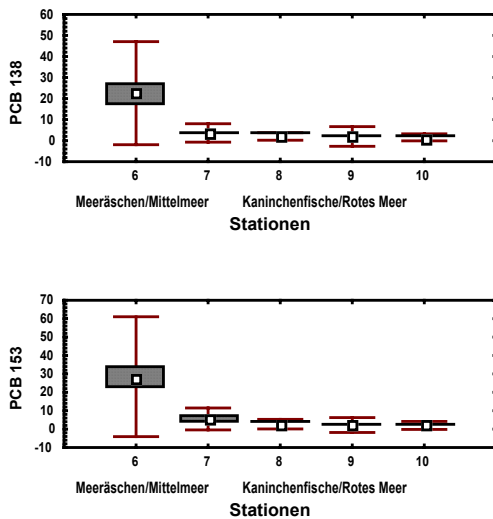 PCB 138
60
50
40
30
20
10
0
-10
6 7 8 9 10
Meeräschen/Mittelmeer Kaninchenfische/Rotes Meer
Stationen
PCB 153
70
60
50
40
30
20
10
0
-10
6 7 8 9 10
Meeräschen/Mittelmeer Kaninchenfische/Rotes Meer
Stationen